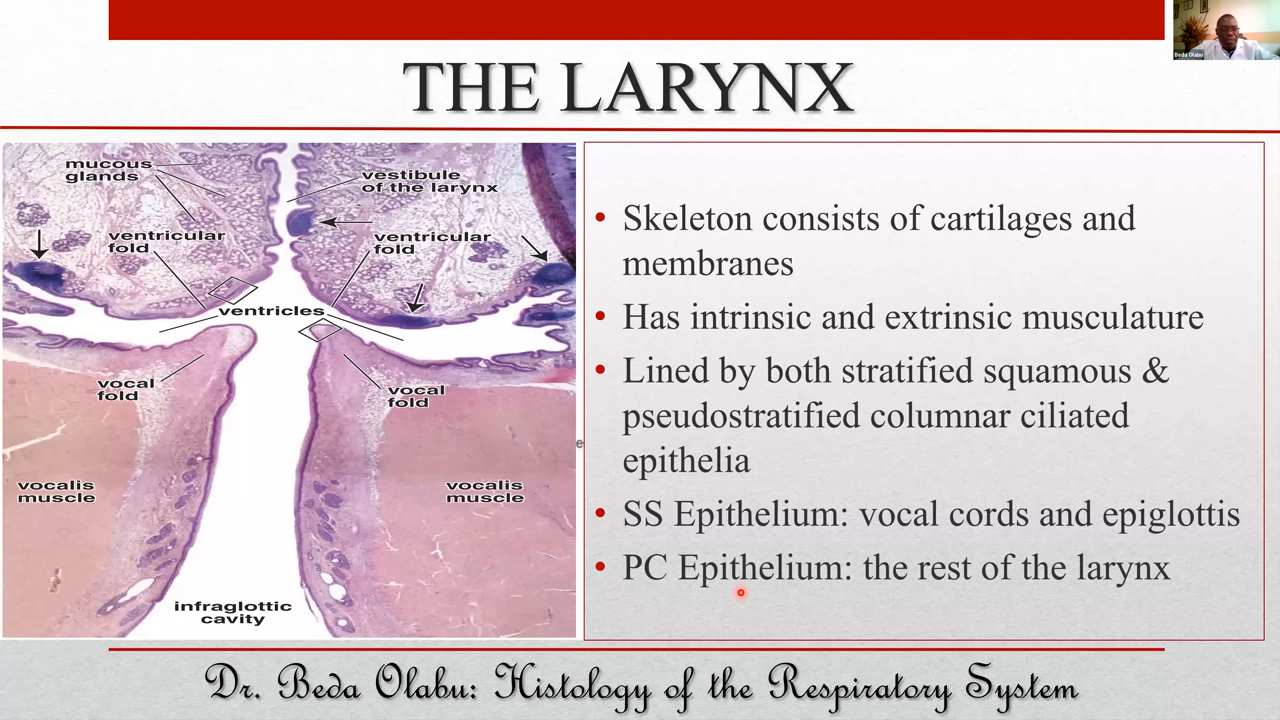 Beda Olabu
THE LARYNX
mucous
glands
vestibule
of the larynx
ventricular
fold
ventricular
fold
ventricles
vocal
fold
vocal
fold
vocalis
muscle
vocalis
muscle
infraglottic
cavity
e
• Skeleton consists of cartilages and
membranes
• Has intrinsic and extrinsic musculature
• Lined by both stratified squamous &
pseudostratified columnar ciliated
epithelia
• SS Epithelium: vocal cords and epiglottis
• PC Epithelium: the rest of the larynx
Dr. Beda Olabu: Histology of the Respiratory System